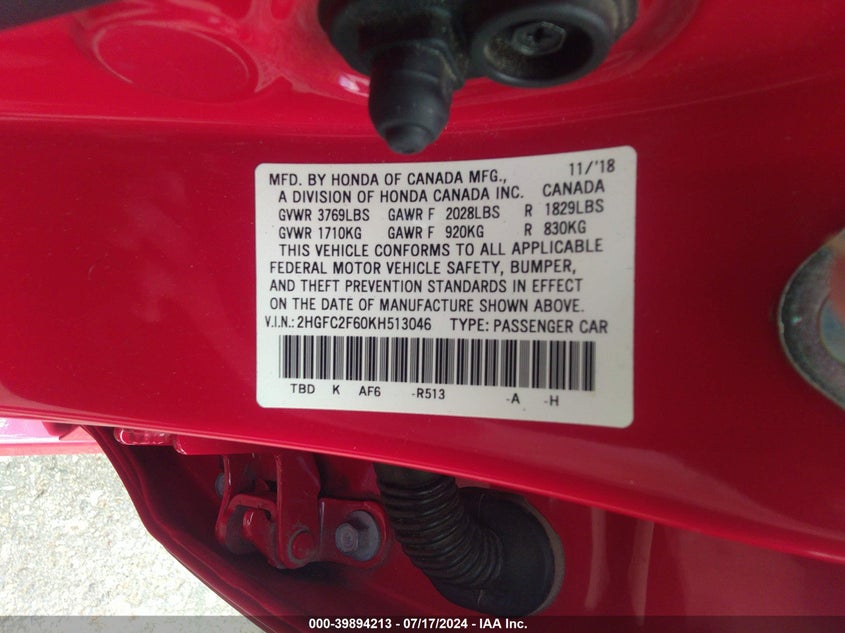 MFD. BY HONDA OF CANADA MFG., 11/'18
A DIVISION OF HONDA CANADA INC. CANADA
GVWR 3769LBS GAWR F 2028LBS R 1829LBS
GVWR 1710KG GAWR F 920KG R 830KG
THIS VEHICLE CONFORMS TO ALL APPLICABLE
FEDERAL MOTOR VEHICLE SAFETY, BUMPER,
AND THEFT PREVENTION STANDARDS IN EFFECT
ON THE DATE OF MANUFACTURE SHOWN ABOVE.
V.I.N.: 2HGFC2F60KH513046 TYPE: PASSENGER CAR
TBD K AF6 -R513 -A -H
000-39894213 - 07/17/2024 - IAA Inc.